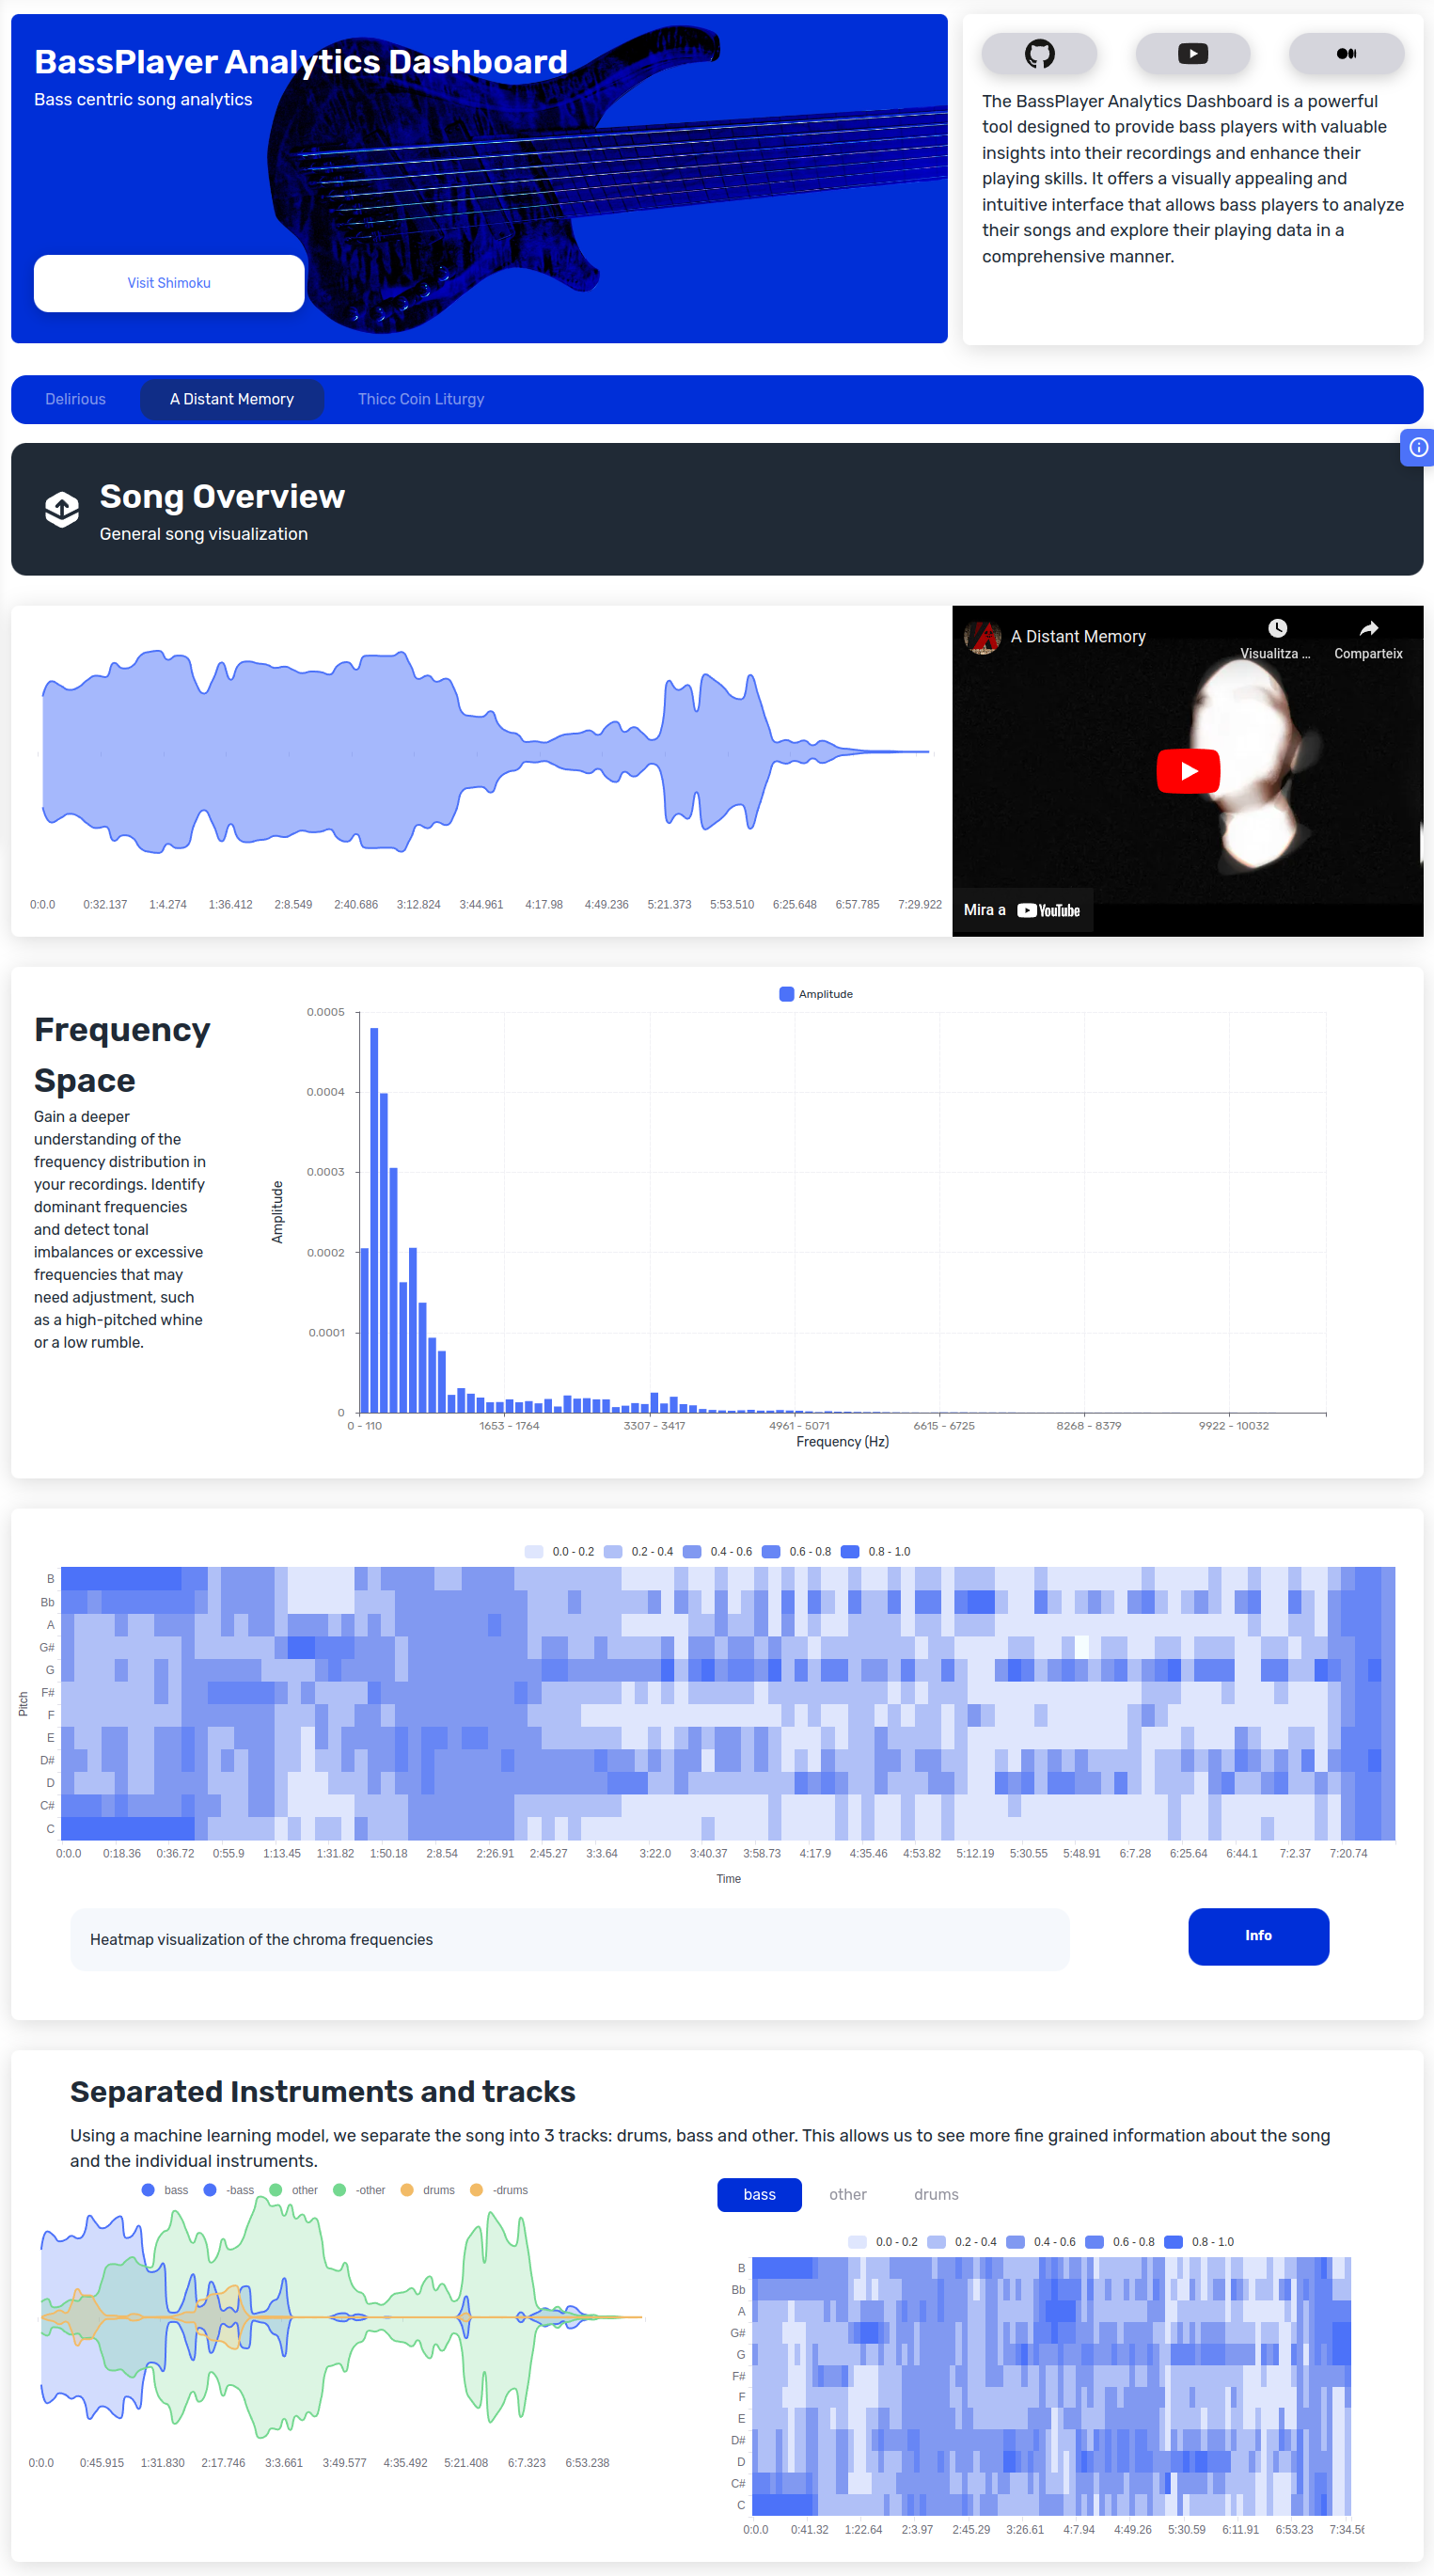 BassPlayer Analytics Dashboard
Bass centric song analytics
Visit Shimoku
The BassPlayer Analytics Dashboard is a powerful
tool designed to provide bass players with valuable
insights into their recordings and enhance their
playing skills. It offers a visually appealing and
intuitive interface that allows bass players to analyze
their songs and explore their playing data in a
comprehensive manner.
Delirious A Distant Memory Thicc Coin Liturgy
Song Overview
General song visualization
0:0.0 0:32.137 1:4.274 1:36.412 2:8.549 2:40.686 3:12.824 3:44.961 4:17.98 4:49.236 5:21.373 5:53.510 6:25.648 6:57.785 7:29.922
A Distant Memory
Visualitza ... Comparteix
Mira a YouTube
Frequency
Space
Gain a deeper
understanding of the
frequency distribution in
your recordings. Identify
dominant frequencies
and detect tonal
imbalances or excessive
frequencies that may
need adjustment, such
as a high-pitched whine
or a low rumble.
Amplitude
0.0005
0.0004
0.0003
0.0002
0.0001
0
Amplitude
0 - 110 1653 - 1764 3307 - 3417 4961 - 5071 6615 - 6725 8268 - 8379 9922 - 10032
Frequency (Hz)
0.0 - 0.2 0.2 - 0.4 0.4 - 0.6 0.6 - 0.8 0.8 - 1.0
B
Bb
A
G#
G
F#
F
E
D#
D
C#
C
Pitch
0:0.0 0:18.36 0:36.72 0:55.9 1:13.45 1:31.82 1:50.18 2:8.54 2:26.91 2:45.27 3:3.64 3:22.0 3:40.37 3:58.73 4:17.9 4:35.46 4:53.82 5:12.19 5:30.55 5:48.91 6:7.28 6:25.64 6:44.1 7:2.37 7:20.74
Time
Heatmap visualization of the chroma frequencies
Info
Separated Instruments and tracks
Using a machine learning model, we separate the song into 3 tracks: drums, bass and other. This allows us to see more fine grained information about the song
and the individual instruments.
bass -bass other -other drums -drums
0:0.0 0:45.915 1:31.830 2:17.746 3:3.661 3:49.577 4:35.492 5:21.408 6:7.323 6:53.238
bass other drums
0.0 - 0.2 0.2 - 0.4 0.4 - 0.6 0.6 - 0.8 0.8 - 1.0
B
Bb
A
G#
G
F#
F
E
D#
D
C#
C
0:0.0 0:41.32 1:22.64 2:3.97 2:45.29 3:26.61 4:7.94 4:49.26 5:30.59 6:11.91 6:53.23